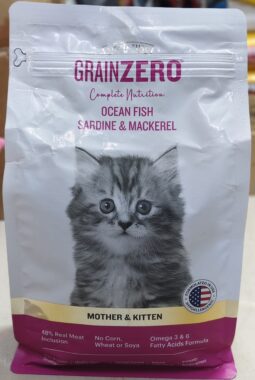 GRAINZERO
Complete Nutrition
OCEAN FISH
SARDINE & MACKEREL
MOTHER & KITTEN
48% Real Meat
Inclusion
No Corn,
Wheat or Soya
Omega 3 & 6
Fatty Acids Formula